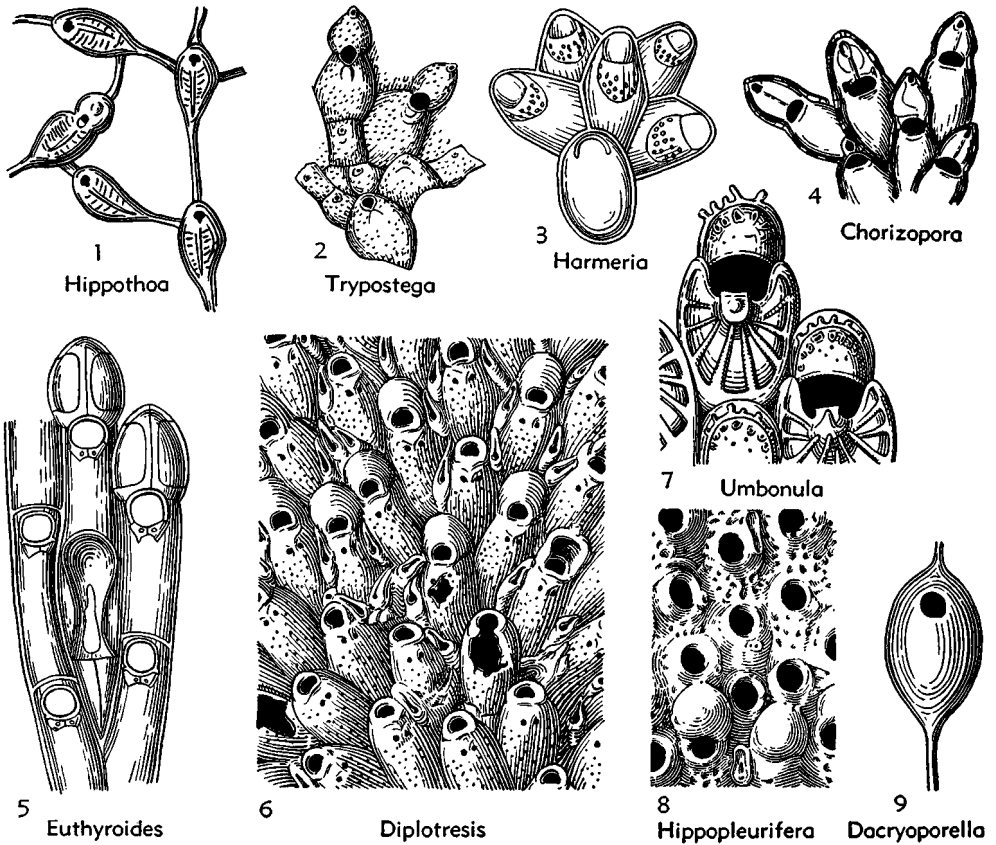 1
Hippothoa
2
Trypostega
3
Harmeria
4
Chorizopora
5
Euthyroides
6
Diplotresis
7
Umbonula
8
Hippopleurifera
9
Dacryoporella